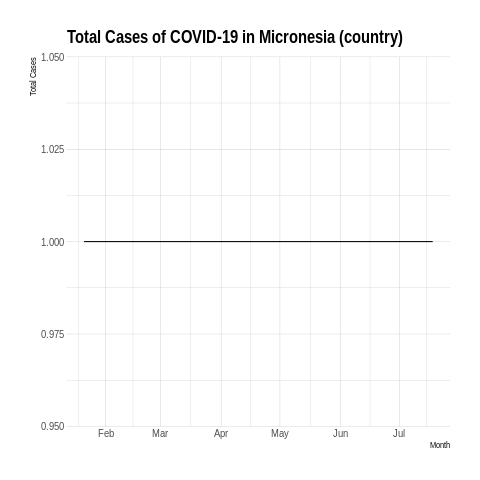 Total Cases of COVID-19 in Micronesia (country)
Total Cases
1.050
1.025
1.000
0.975
0.950
Feb Mar Apr May Jun Jul
Month